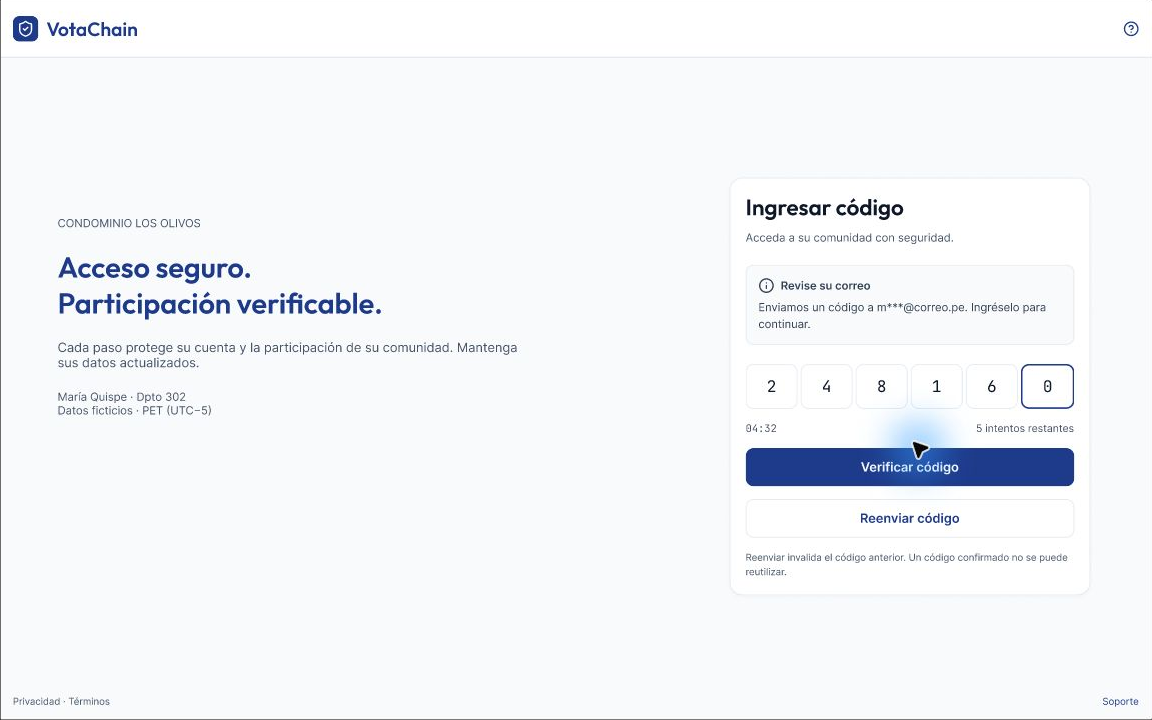 VotaChain
CONDOMINIO LOS OLIVOS
Acceso seguro.
Participación verificable.
Cada paso protege su cuenta y la participación de su comunidad. Mantenga
sus datos actualizados.
María Quispe · Dpto 302
Datos ficticios · PET (UTC−5)
Ingresar código
Acceda a su comunidad con seguridad.
Revise su correo
Enviamos un código a m***@correo.pe. Ingréselo para
continuar.
2 4 8 1 6 0
04:32 5 intentos restantes
Verificar código
Reenviar código
Reenviar invalida el código anterior. Un código confirmado no se puede
reutilizar.
Privacidad · Términos Soporte